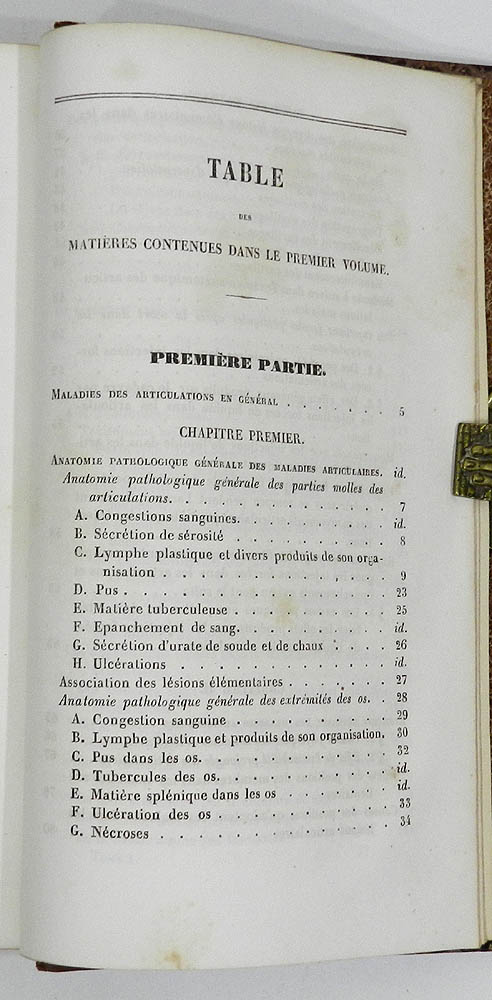 TABLE
DES
MATIÈRES CONTENUES DANS LE PREMIER VOLUME.
PREMIÈRE PARTIE.
MALADIES DES ARTICULATIONS EN GÉNÉRAL . . . . . . . 5
CHAPITRE PREMIER.
ANATOMIE PATHOLOGIQUE GÉNÉRALE DES MALADIES ARTICULAIRES. id.
Anatomie pathologique générale des parties molles des
articulations. . . . . . . . . . . . 7
A. Congestions sanguines. . . . . . . . . id.
B. Sécrétion de sérosité . . . . . . . . . 8
C. Lymphe plastique et divers produits de son orga-
nisation . . . . . . . . . . . . 9
D. Pus . . . . . . . . . . . . . . 23
E. Matière tuberculeuse . . . . . . . . . 25
F. Epanchement de sang. . . . . . . . . id.
G. Sécrétion d'urate de soude et de chaux . . . . 26
H. Ulcérations . . . . . . . . . . . id.
Association des lésions élémentaires . . . . . . . 27
Anatomie pathologique générale des extrémités des os. . 28
A. Congestion sanguine . . . . . . . . . 29
B. Lymphe plastique et produits de son organisation. 30
C. Pus dans les os. . . . . . . . . . . 32
D. Tubercules des os. . . . . . . . . . id.
E. Matière splénique dans les os . . . . . . id.
F. Ulcération des os . . . . . . . . . . 33
G. Nécroses . . . . . . . . . . . . 34